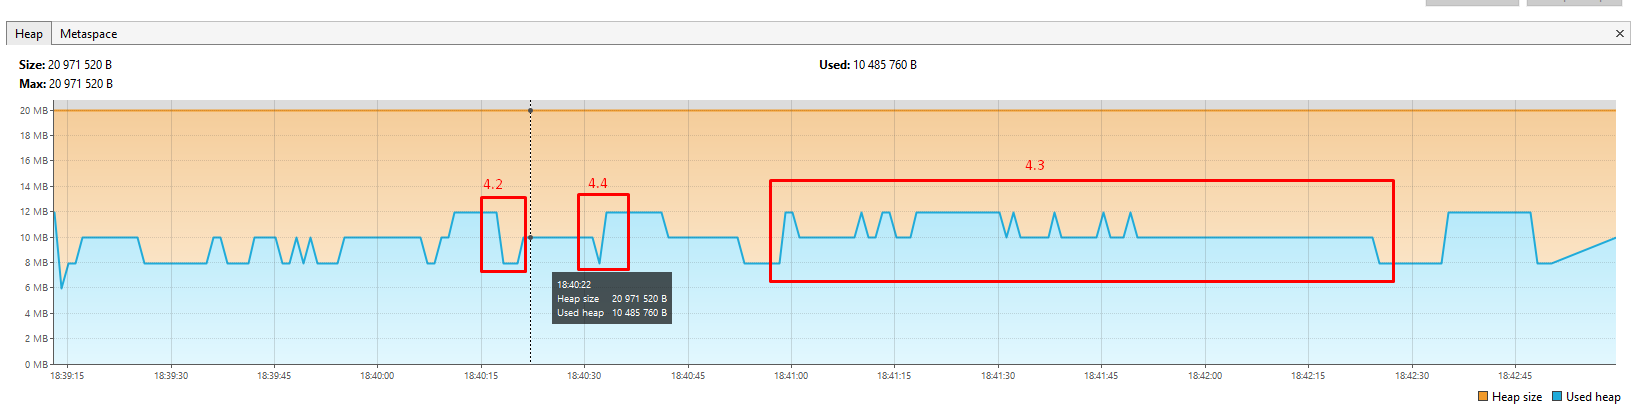 Heap Metaspace ×
Size: 20 971 520 B Used: 10 485 760 B
Max: 20 971 520 B
20 MB
18 MB
16 MB
14 MB
12 MB
10 MB
8 MB
6 MB
4 MB
2 MB
0 MB
4.2
4.4
4.3
18:40:22
Heap size 20 971 520 B
Used heap 10 485 760 B
18:39:15 18:39:30 18:39:45 18:40:00 18:40:15 18:40:30 18:40:45 18:41:00 18:41:15 18:41:30 18:41:45 18:42:00 18:42:15 18:42:30 18:42:45
Heap size Used heap